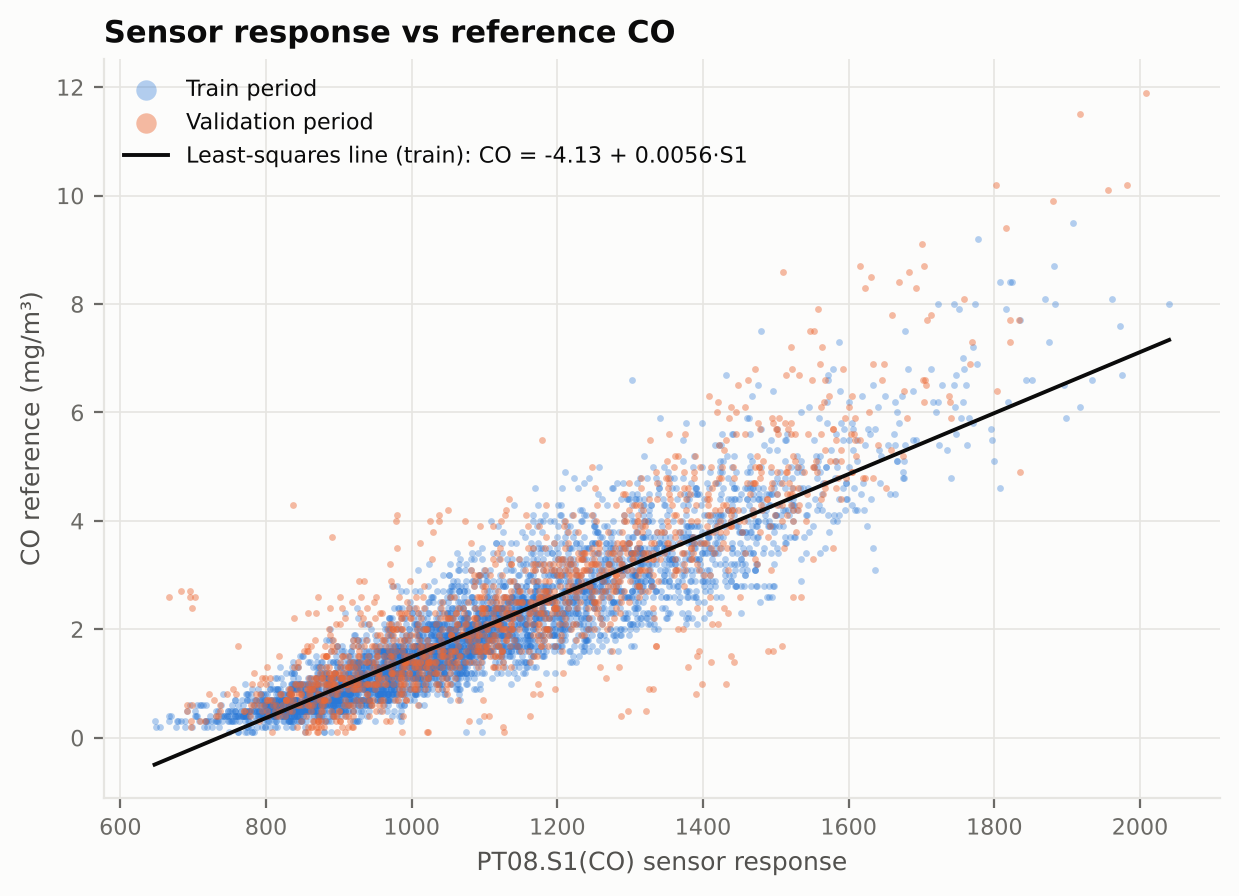 Sensor response vs reference CO
Train period
Validation period
Least-squares line (train): CO = -4.13 + 0.0056·S1
CO reference (mg/m³)
12
10
8
6
4
2
0
600 800 1000 1200 1400 1600 1800 2000
PT08.S1(CO) sensor response